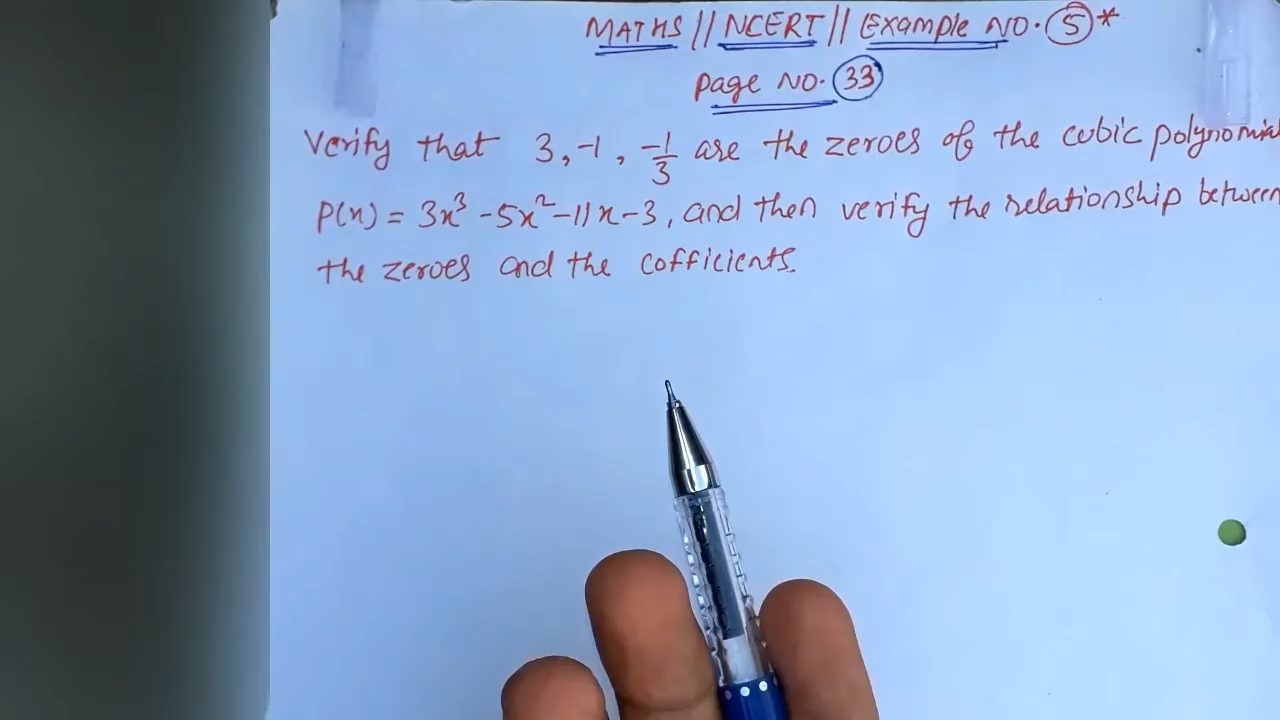 MATHS // NCERT // Example NO. 5 *
Page NO. 33
Verify that 3, -1, -1/3 are the zeroes of the cubic polynomial
P(x) = 3x³ - 5x² - 11x - 3, and then verify the relationship between
the zeroes and the cofficients.